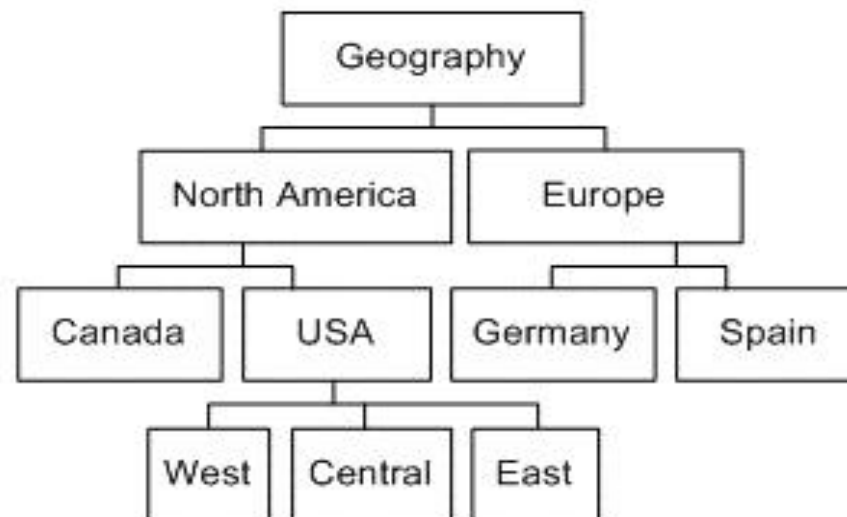 Geography
North America
Europe
Canada
USA
Germany
Spain
West
Central
East